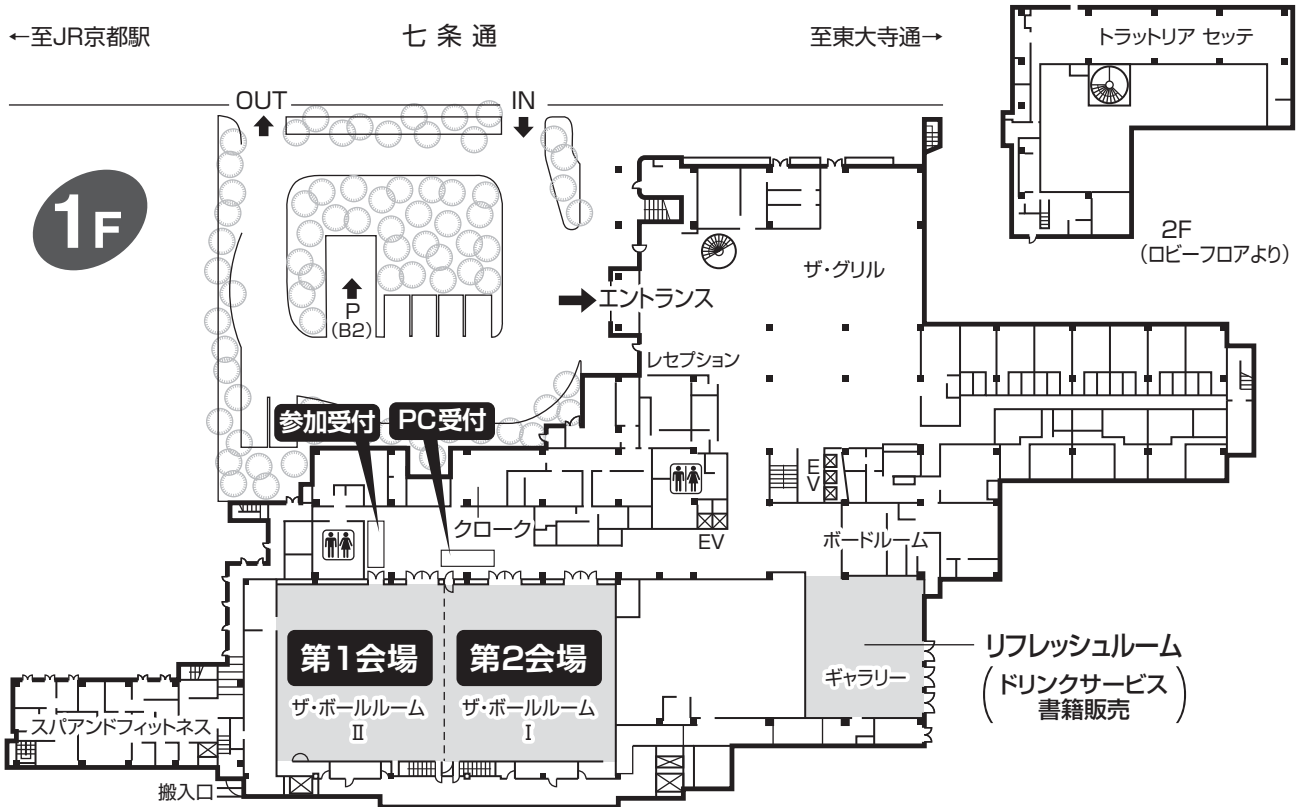 ←至JR京都駅
七条通
至東大寺通→
トラットリア セッテ
OUT
IN
1F
2F
(ロビーフロアより)
ザ・グリル
エントランス
P
(B2)
レセプション
参加受付
PC受付
EV
クローク
EV
ボードルーム
第1会場
第2会場
リフレッシュルーム
(ドリンクサービス
書籍販売)
ギャラリー
ザ・ボールルーム
II
ザ・ボールルーム
I
スパアンドフィットネス
搬入口